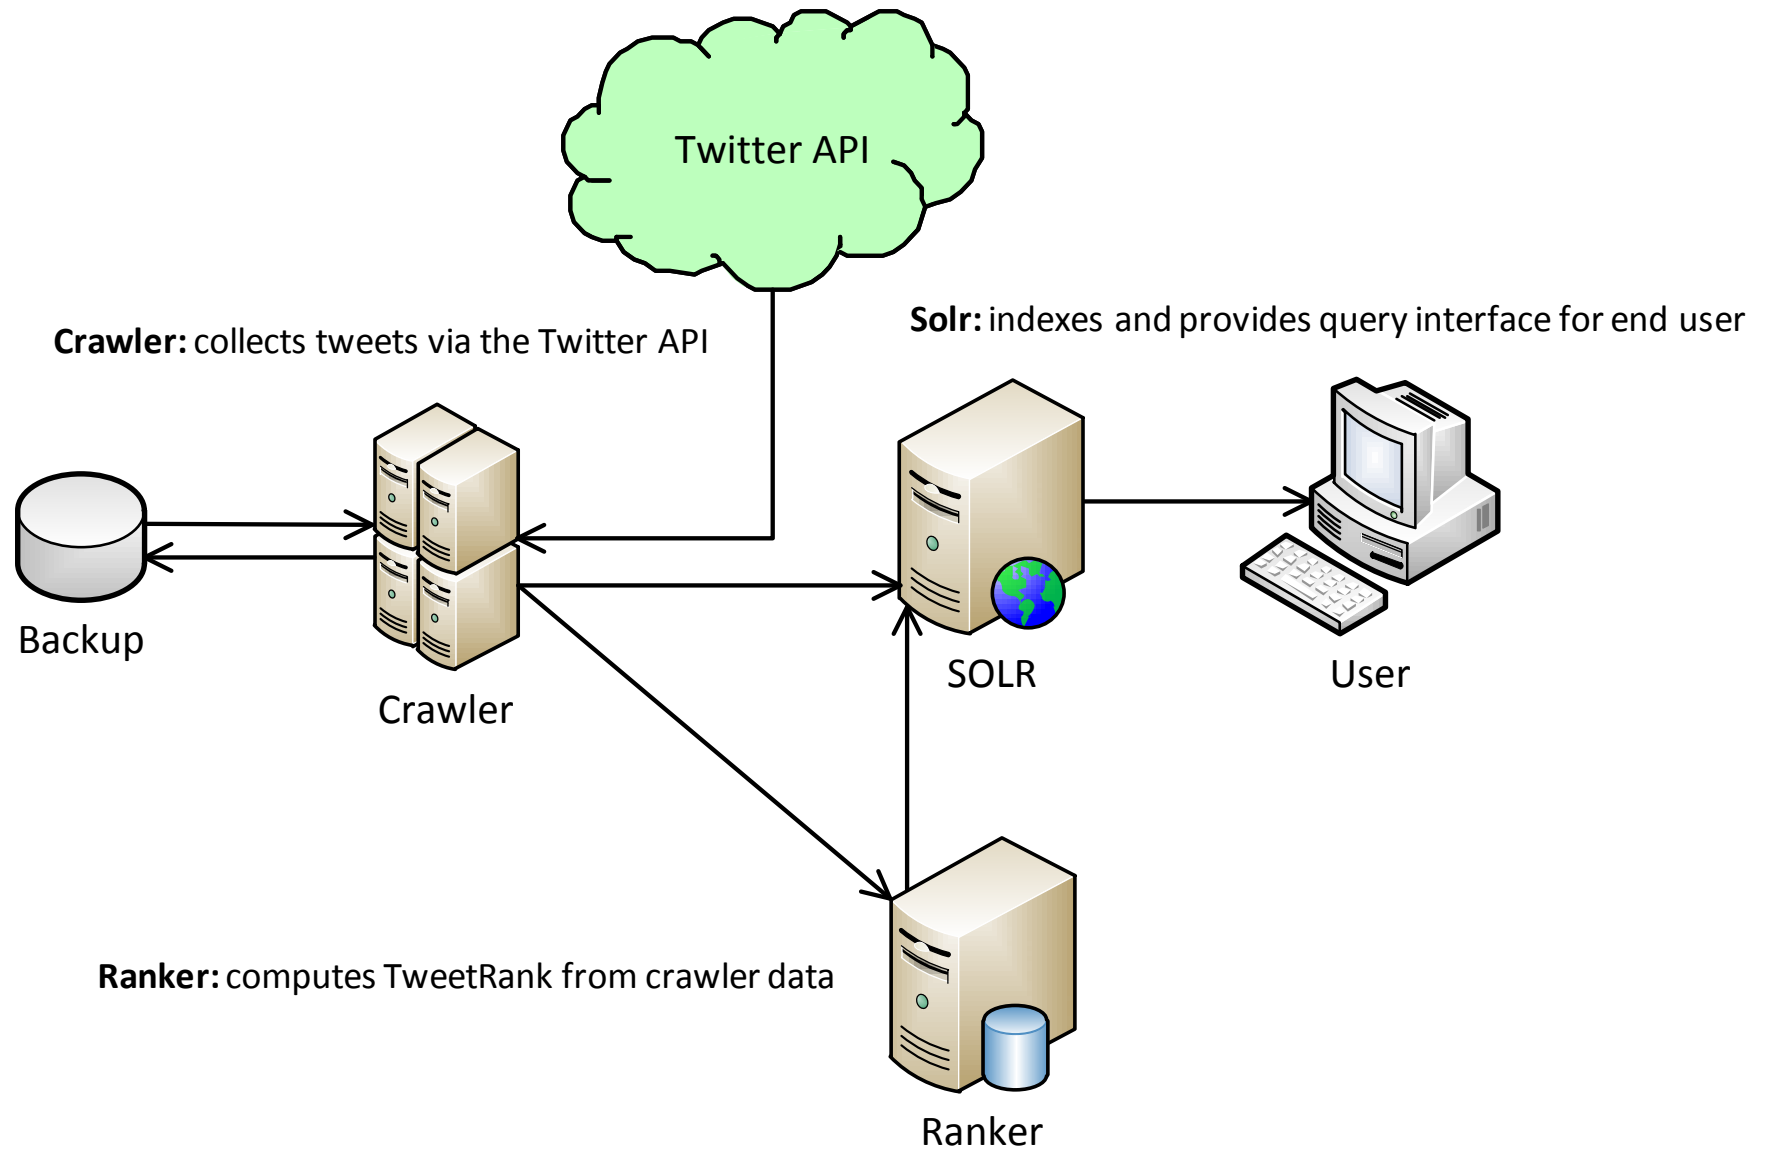 Twitter API
Solr: indexes and provides query interface for end user
Crawler: collects tweets via the Twitter API
Backup
Crawler
SOLR
User
Ranker: computes TweetRank from crawler data
Ranker